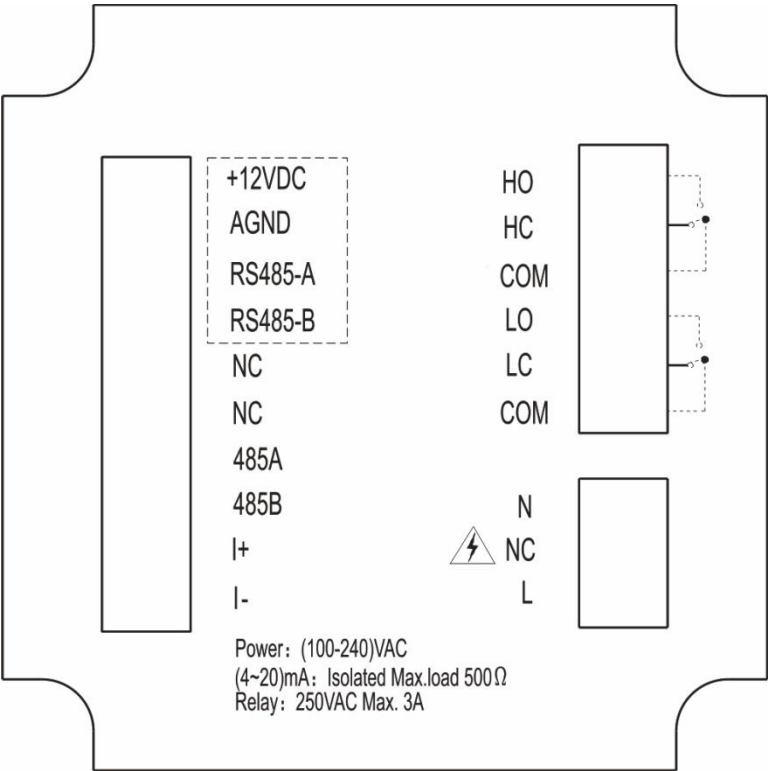 +12VDC
AGND
RS485-A
RS485-B
NC
NC
485A
485B
I+
I-
HO
HC
COM
LO
LC
COM
N
NC
L
Power：(100-240)VAC
(4~20)mA：Isolated Max.load 500Ω
Relay：250VAC Max. 3A